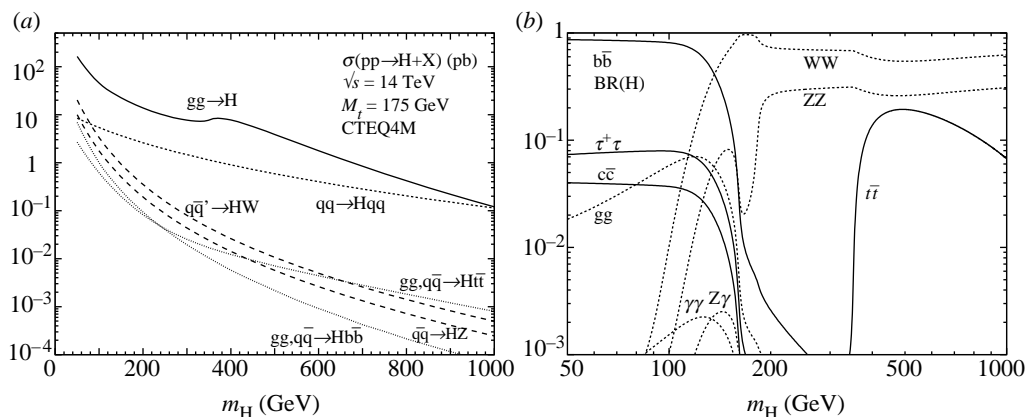 (a)
σ(pp→H+X) (pb)
√s = 14 TeV
M_t = 175 GeV
CTEQ4M
gg→H
qq→Hqq
qq̄’→HW
gg,qq̄→Htt̄
gg,qq̄→Hbb̄
q̄q→HZ
10^2
10
1
10^−1
10^−2
10^−3
10^−4
0 200 400 600 800 1000
m_H (GeV)
(b)
bb̄
BR(H)
WW
ZZ
τ^+ τ
cc̄
gg
tt̄
γγ
Zγ
1
10^−1
10^−2
10^−3
50 100 200 500 1000
m_H (GeV)